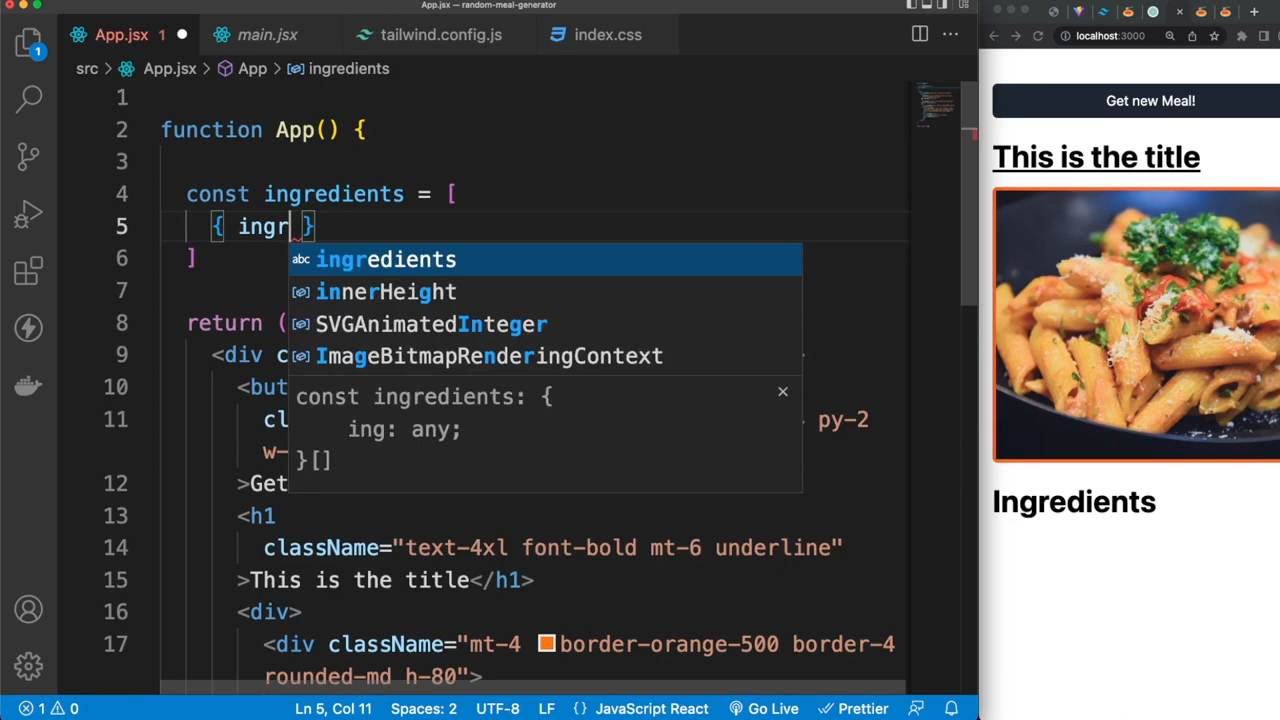 App.jsx — random-meal-generator
App.jsx 1
main.jsx
tailwind.config.js
index.css
localhost:3000
src > App.jsx > App > ingredients
1
2 function App() {
3
4 const ingredients = [
5 { ingr }
6 ]
7
8 return (
9 <div c
10 <but
11 cl py-2
w-
12 >Get
13 <h1
14 className="text-4xl font-bold mt-6 underline"
15 >This is the title</h1>
16 <div>
17 <div className="mt-4 border-orange-500 border-4
rounded-md h-80">
abc ingredients
innerHeight
SVGAnimatedInteger
ImageBitmapRenderingContext
const ingredients: {
ing: any;
}[]
Get new Meal!
This is the title
Ingredients
1
1 0
Ln 5, Col 11
Spaces: 2
UTF-8
LF
{} JavaScript React
Go Live
Prettier